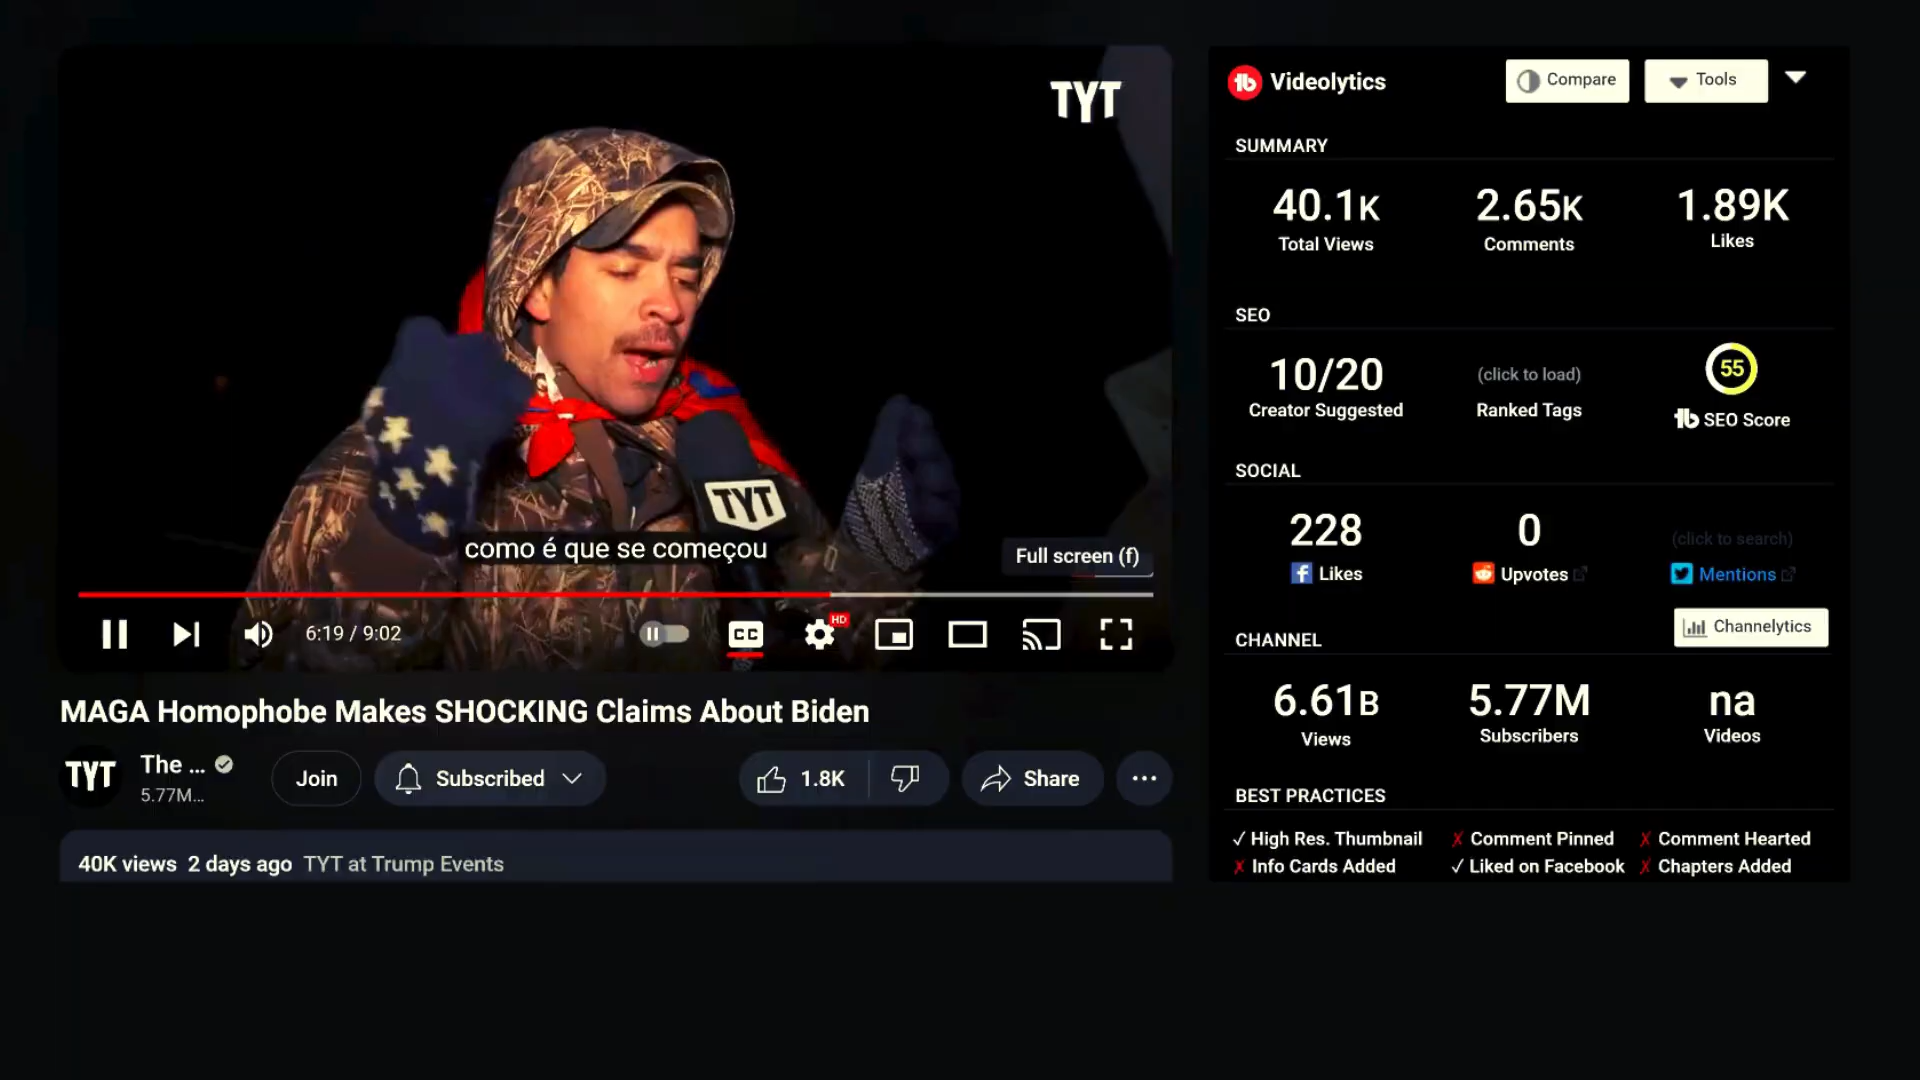 TYT
TYT
como é que se começou
Full screen (f)
6:19 / 9:02
CC
HD
MAGA Homophobe Makes SHOCKING Claims About Biden
TYT
The ...
5.77M...
Join
Subscribed
1.8K
Share
40K views 2 days ago TYT at Trump Events
tb Videolytics
Compare
Tools
SUMMARY
40.1K 2.65K 1.89K
Total Views Comments Likes
SEO
10/20 (click to load) 55
Creator Suggested Ranked Tags tb SEO Score
SOCIAL
228 0 (click to search)
f Likes Upvotes Mentions
CHANNEL
Channelytics
6.61B 5.77M na
Views Subscribers Videos
BEST PRACTICES
✓ High Res. Thumbnail ✗ Comment Pinned ✗ Comment Hearted
✗ Info Cards Added ✓ Liked on Facebook ✗ Chapters Added